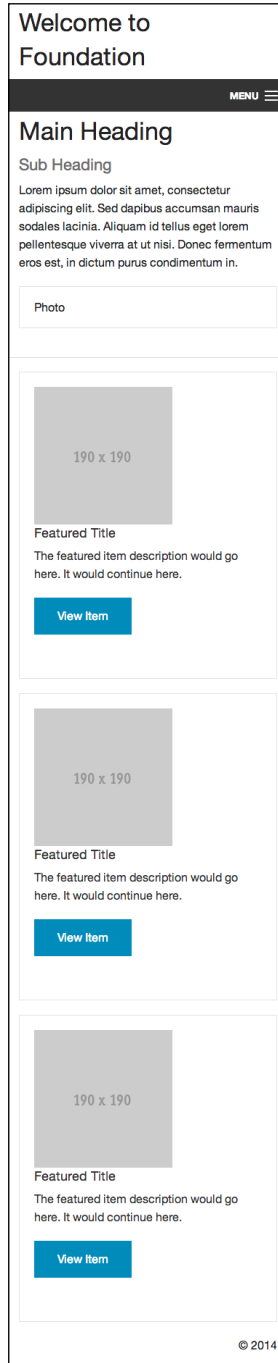 Welcome to
Foundation
MENU
Main Heading
Sub Heading
Lorem ipsum dolor sit amet, consectetur
adipiscing elit. Sed dapibus accumsan mauris
sodales lacinia. Aliquam id tellus eget lorem
pellentesque viverra at ut nisi. Donec fermentum
eros est, in dictum purus condimentum in.
Photo
190 x 190
Featured Title
The featured item description would go
here. It would continue here.
View Item
190 x 190
Featured Title
The featured item description would go
here. It would continue here.
View Item
190 x 190
Featured Title
The featured item description would go
here. It would continue here.
View Item
© 2014